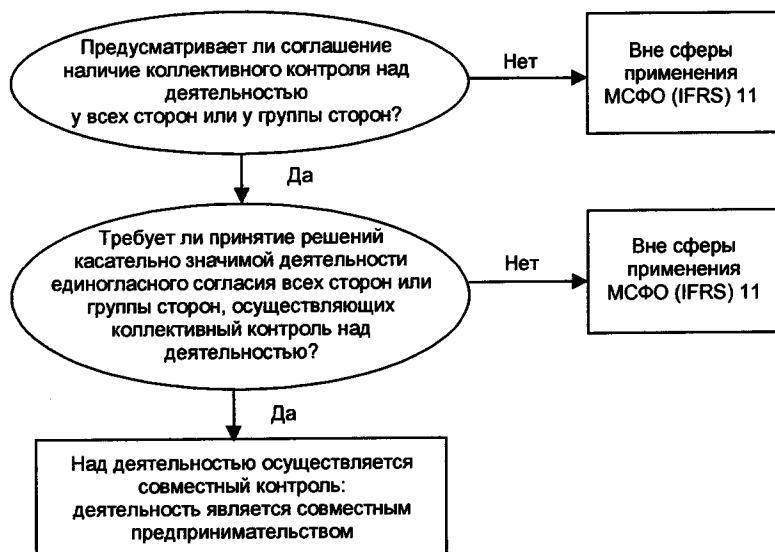 Предусматривает ли соглашение
наличие коллективного контроля над
деятельностью
у всех сторон или у группы сторон?
Нет
Вне сферы
применения
МСФО (IFRS) 11
Да
Требует ли принятие решений
касательно значимой деятельности
единогласного согласия всех сторон или
группы сторон, осуществляющих
коллективный контроль над
деятельностью?
Нет
Вне сферы
применения
МСФО (IFRS) 11
Да
Над деятельностью осуществляется
совместный контроль:
деятельность является совместным
предпринимательством